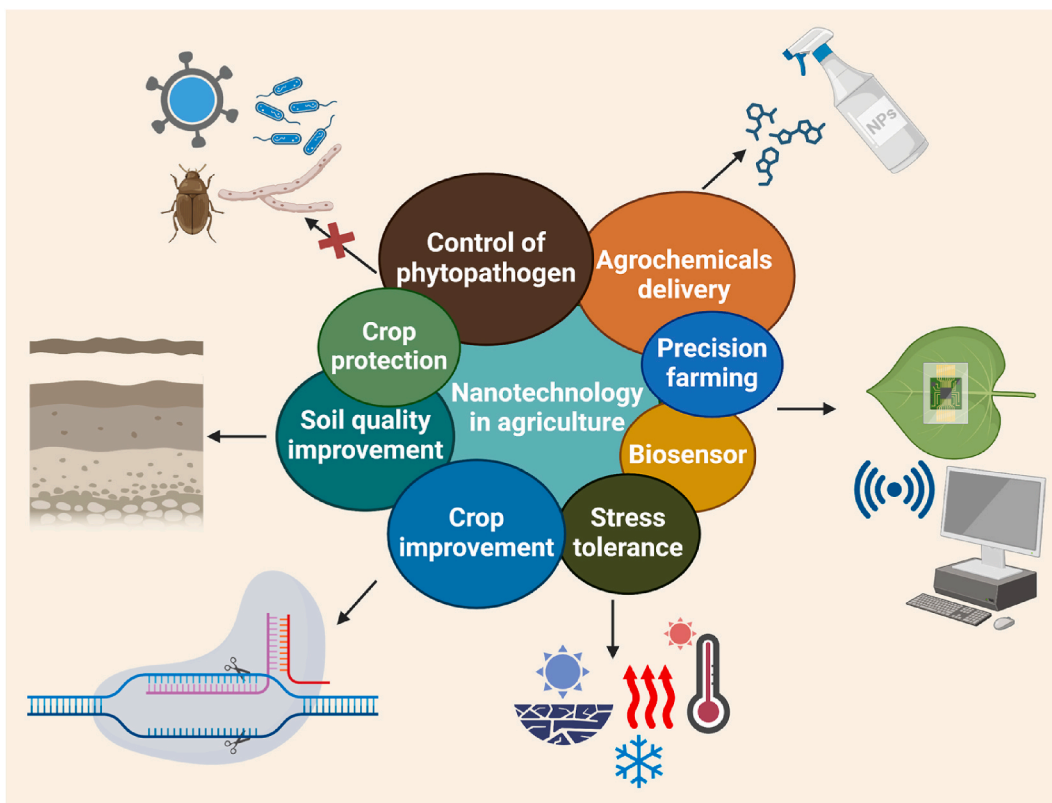 NPs
Control of
phytopathogen
Agrochemicals
delivery
Crop
protection
Precision
farming
Nanotechnology
in agriculture
Soil quality
improvement
Biosensor
Crop
improvement
Stress
tolerance